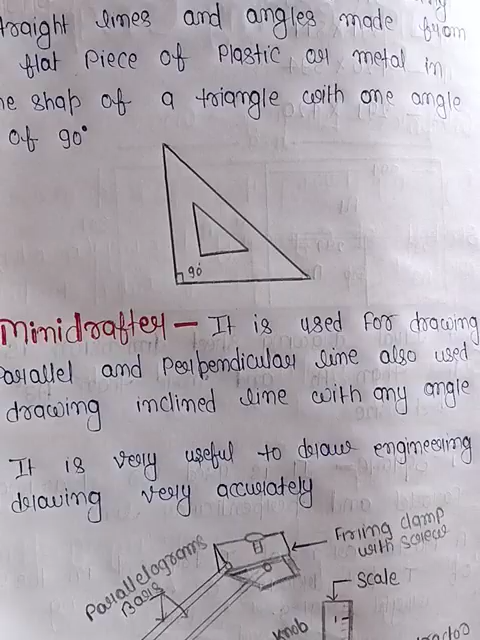 traight lines and angles made from
flat piece of plastic or metal in
he shap of a triangle with one angle
of 90°
90
Minidrafter - It is used for drawing
Parallel and perpendicular line also used
drawing inclined line with any angle
It is very useful to draw engineering
drawing very accurately
Parallelograms
Bars
Fixing clamp
with screw
Scale
Knob